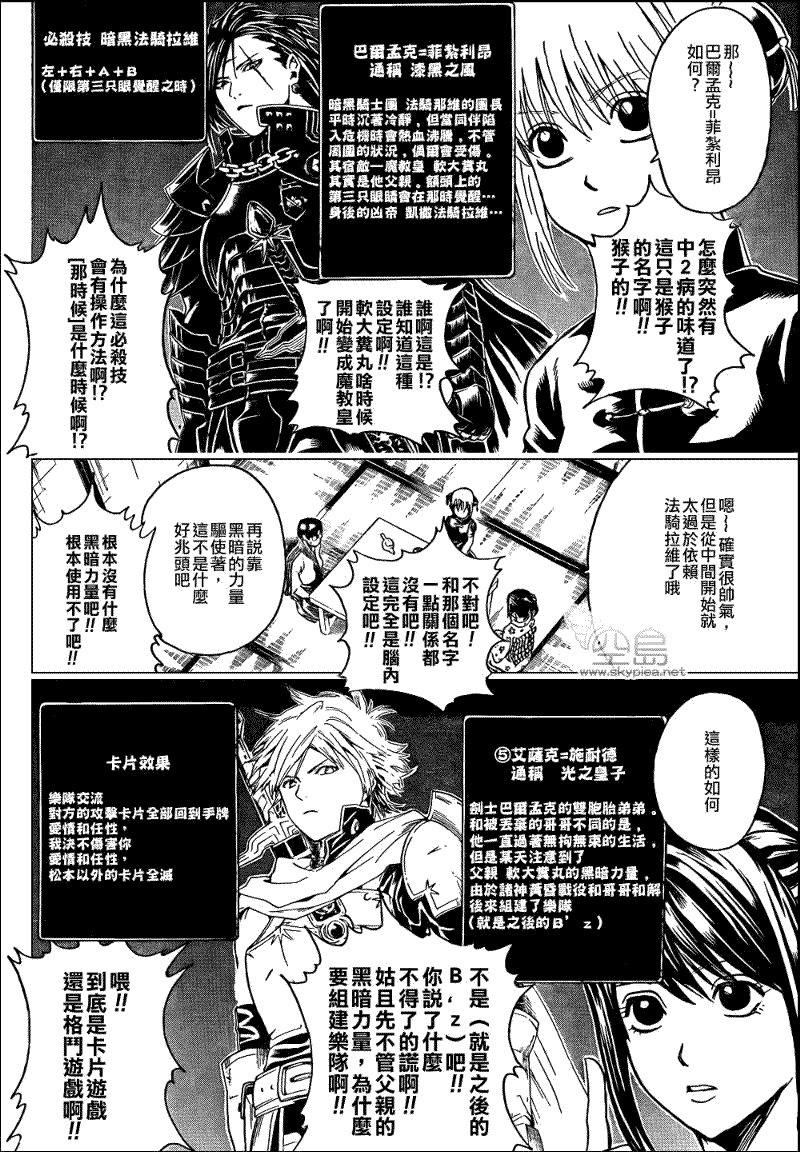 那~~
巴爾孟克=菲紮利昂
如何?
怎麼突然有
中2病的味道了!?
這只是猴子
的名字啊!!
猴子的!!
巴爾孟克=菲紮利昂
通稱 漆黑之風
暗黑騎士團 法騎那維的團長
平時沉著冷靜，但當同伴陷
入危機時會熱血沸騰，不管
周圍的狀況，偶爾會受傷。
其宿敵—魔教皇 軟大糞丸
其實是他父親。額頭上的
第三只眼睛會在那時覺醒…
身後的凶帝 凱撒法騎拉維…
誰啊這是!?
誰知道這種
設定啊!!
軟大糞丸啥時候
開始變成魔教皇
了啊!!
必殺技 暗黑法騎拉維
左+右+A+B
(僅限第三只眼覺醒之時)
為什麼這必殺技
會有操作方法啊!?
「那時候」是什麼時候啊!?
嗯~~確實很帥氣，
但是從中間開始就
太過於依賴
法騎拉維了哦
不對吧!
和那個名字
一點關係都
沒有吧!!
這完全是腦內
設定吧!!
再說靠
黑暗的力量
驅使著，
這不是什麼
好兆頭吧
根本沒有什麼
黑暗力量吧!!
根本使用不了吧!!
空島
www.skypiea.net
這樣的如何
⑤艾薩克=施耐德
通稱 光之皇子
劍士巴爾孟克的雙胞胎弟弟。
和被丟棄的哥哥不同的是，
他一直過著無拘無束的生活，
但是某天注意到了
父親 軟大糞丸的黑暗力量，
由於諸神黃昏戰役和哥哥和解
後來組建了樂隊
(就是之後的B'z)
不是(就是之後的
B'z)吧!!
你說了什麼
不得了的謊啊!!
姑且先不管父親的
黑暗力量，為什麼
要組建樂隊啊!!
卡片效果
樂隊交流
對方的攻擊卡片全部回到手牌
愛情和任性，
我決不傷害你
愛情和任性，
松本以外的卡片全滅
喂!!
到底是卡片遊戲
還是格鬥遊戲啊!!